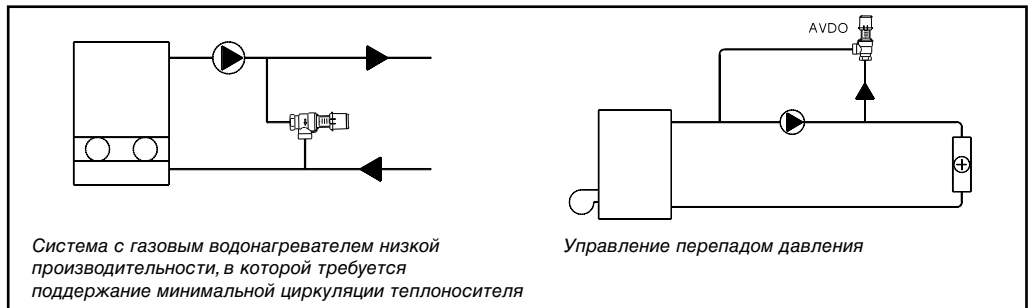 AVDO
Система с газовым водонагревателем низкой
производительности, в которой требуется
поддержание минимальной циркуляции теплоносителя
Управление перепадом давления